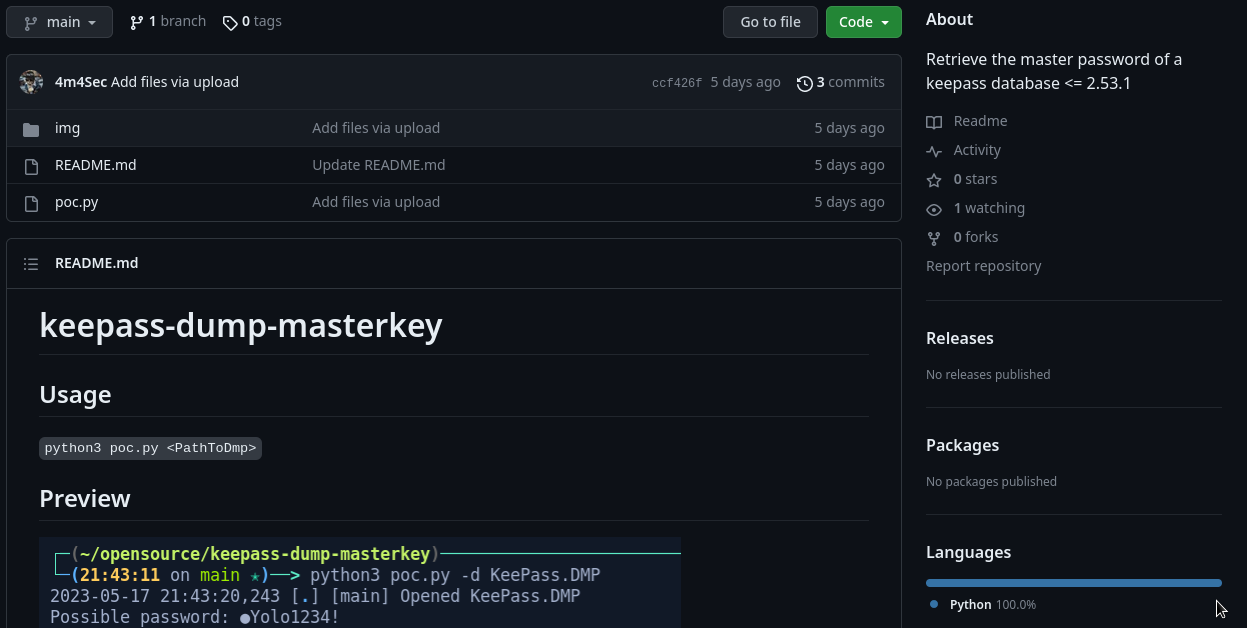 main 1 branch 0 tags Go to file Code
4m4Sec Add files via upload ccf426f 5 days ago 3 commits
img Add files via upload 5 days ago
README.md Update README.md 5 days ago
poc.py Add files via upload 5 days ago
README.md
keepass-dump-masterkey
Usage
python3 poc.py <PathToDmp>
Preview
┌─(~/opensource/keepass-dump-masterkey)─────
└─(21:43:11 on main ★)──> python3 poc.py -d KeePass.DMP
2023-05-17 21:43:20,243 [.] [main] Opened KeePass.DMP
Possible password: ●Yolo1234!
About
Retrieve the master password of a
keepass database <= 2.53.1
Readme
Activity
0 stars
1 watching
0 forks
Report repository
Releases
No releases published
Packages
No packages published
Languages
Python 100.0%